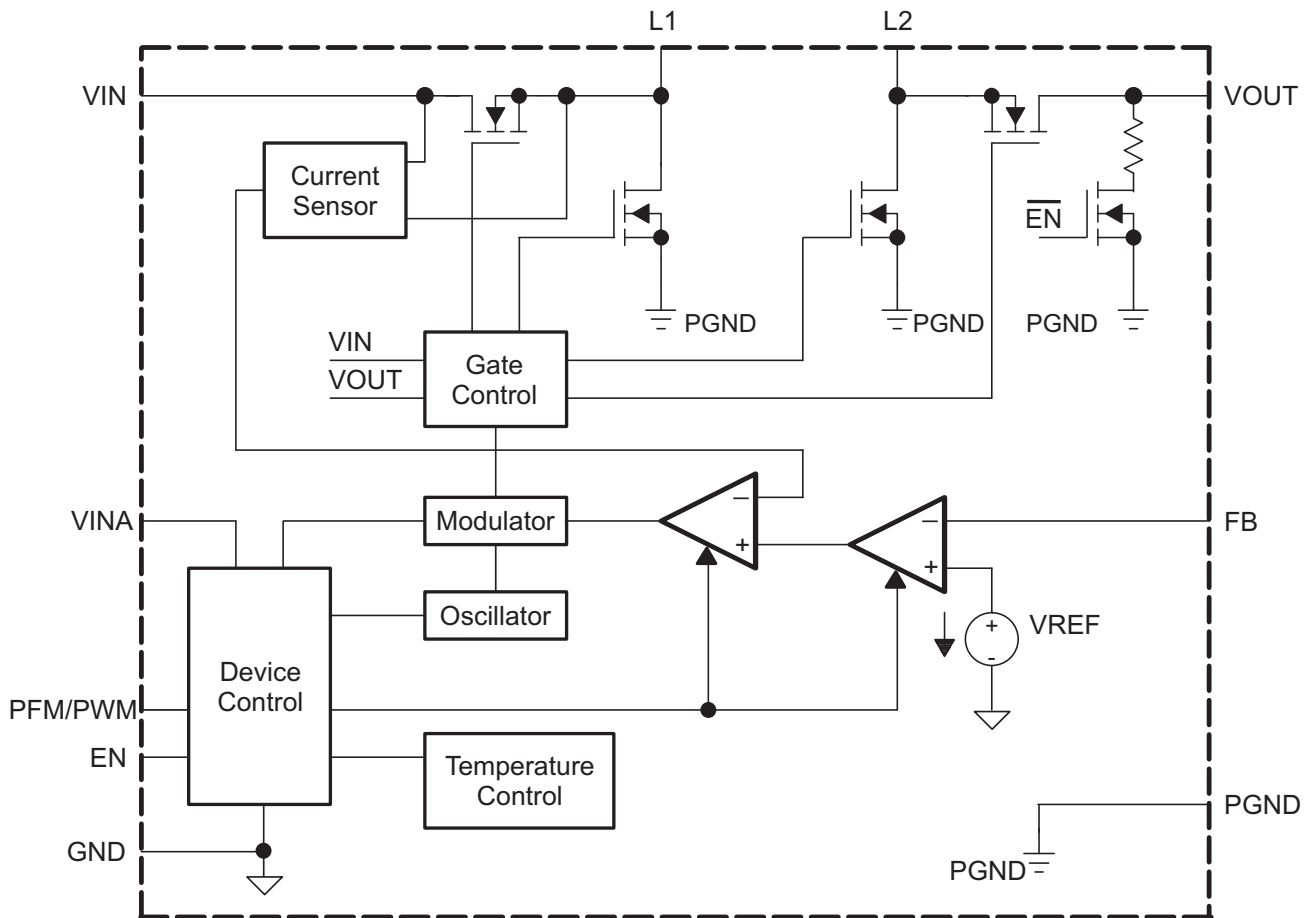 L1
L2
VIN
VOUT
Current
Sensor
EN
PGND
PGND
PGND
VIN
VOUT
Gate
Control
VINA
Modulator
−
+
−
+
FB
Oscillator
+
-
VREF
Device
Control
PFM/PWM
EN
Temperature
Control
PGND
GND
PGND